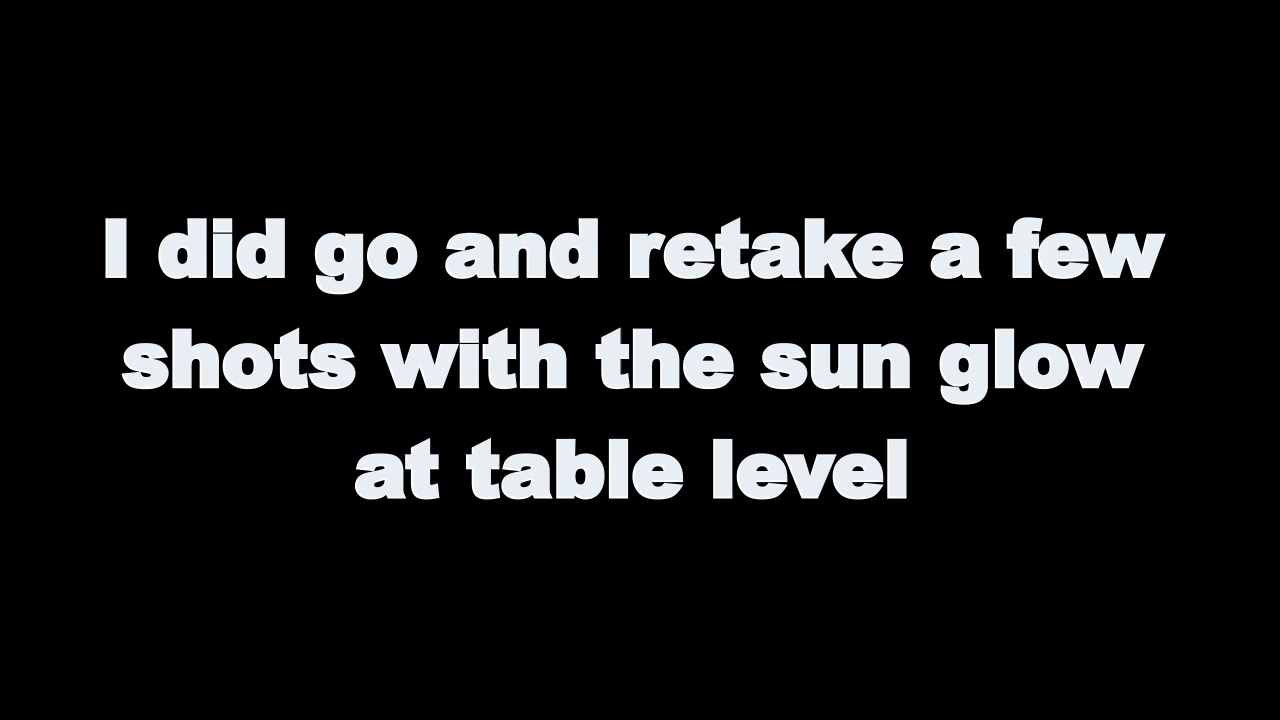 I did go and retake a few
shots with the sun glow
at table level